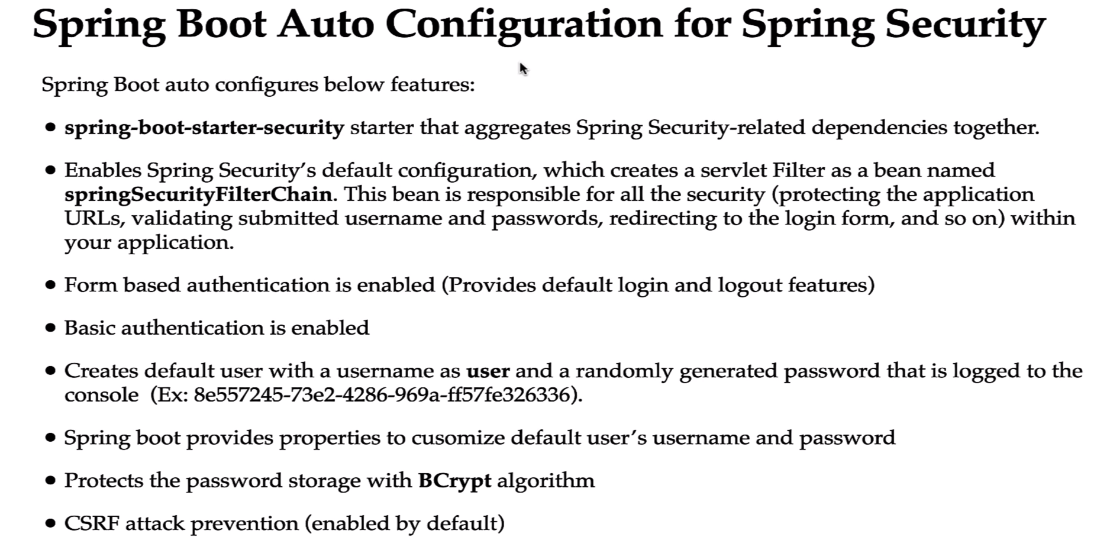 Spring Boot Auto Configuration for Spring Security
Spring Boot auto configures below features:
• spring-boot-starter-security starter that aggregates Spring Security-related dependencies together.
• Enables Spring Security’s default configuration, which creates a servlet Filter as a bean named
springSecurityFilterChain. This bean is responsible for all the security (protecting the application
URLs, validating submitted username and passwords, redirecting to the login form, and so on) within
your application.
• Form based authentication is enabled (Provides default login and logout features)
• Basic authentication is enabled
• Creates default user with a username as user and a randomly generated password that is logged to the
console (Ex: 8e557245-73e2-4286-969a-ff57fe326336).
• Spring boot provides properties to cusomize default user’s username and password
• Protects the password storage with BCrypt algorithm
• CSRF attack prevention (enabled by default)